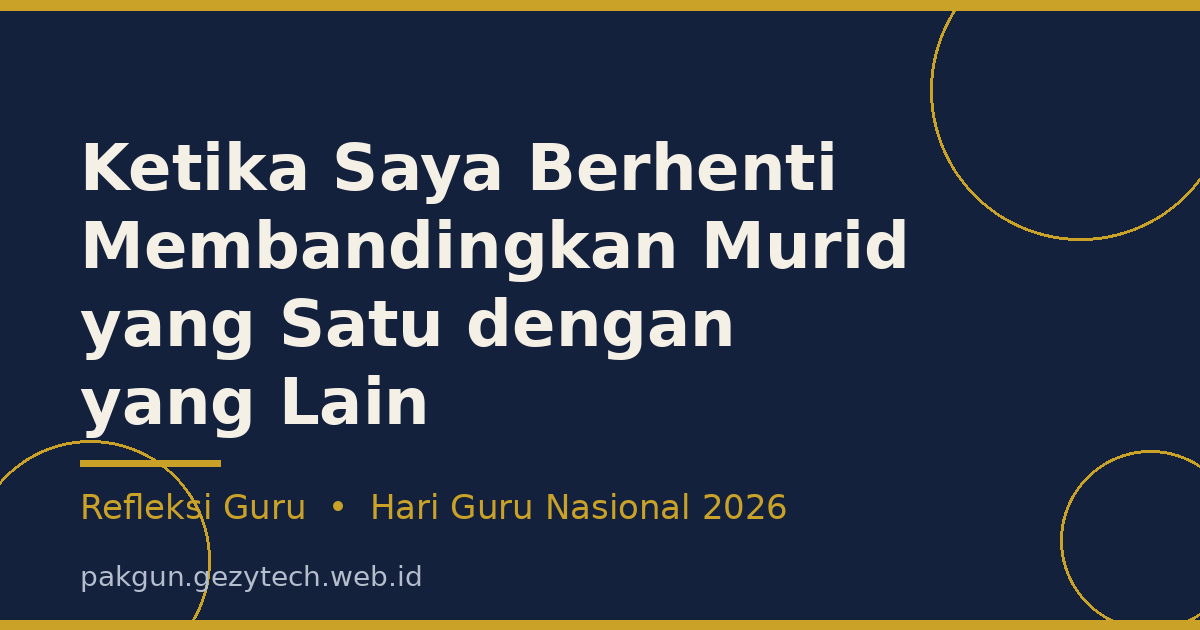 Ketika Saya Berhenti
Membandingkan Murid
yang Satu dengan
yang Lain
Refleksi Guru • Hari Guru Nasional 2026
pakgun.gezytech.web.id